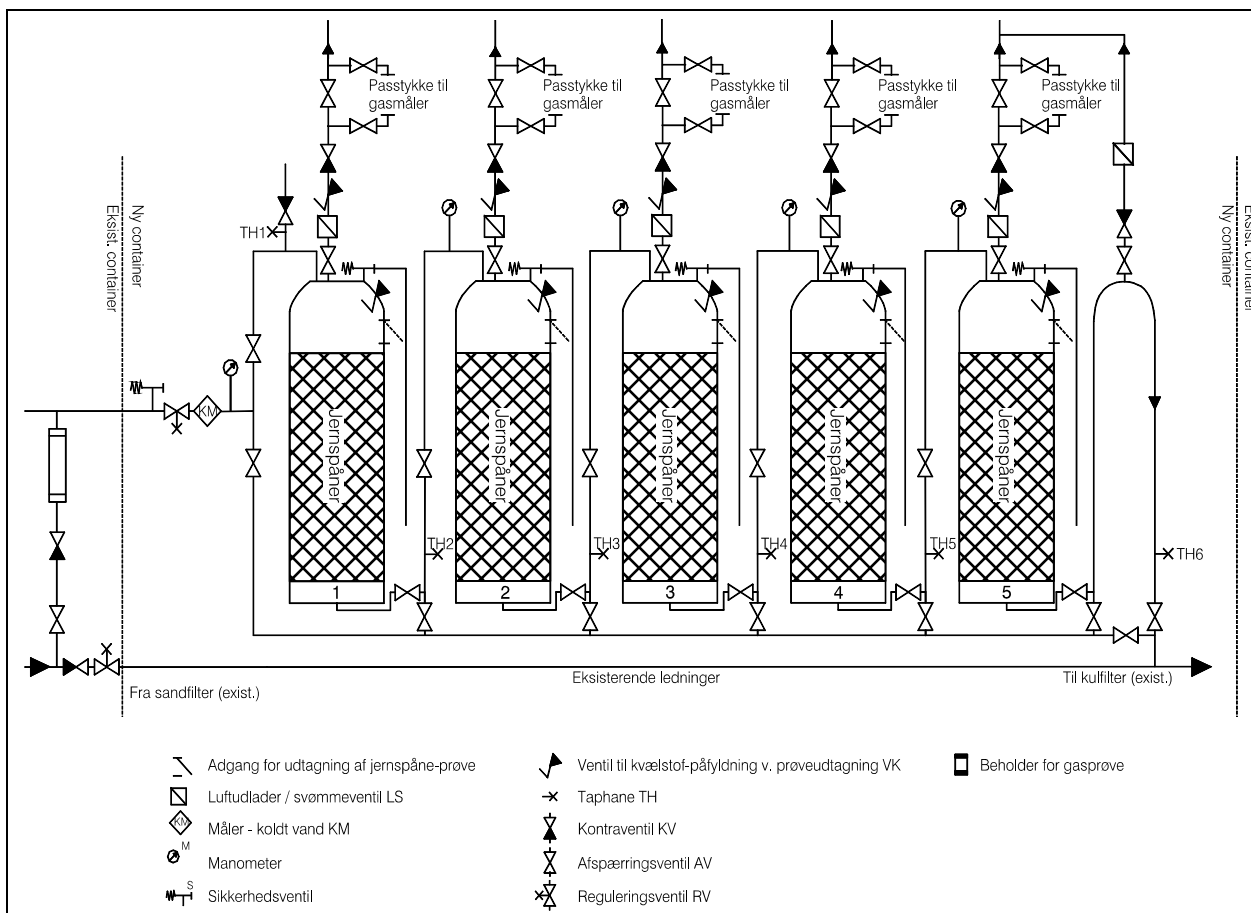 Passtykke til
gasmåler
Passtykke til
gasmåler
Passtykke til
gasmåler
Passtykke til
gasmåler
Passtykke til
gasmåler
Eksist. container
Ny container
TH1
Ny container
Eksist. container
KM
Jernspåner
Jernspåner
Jernspåner
Jernspåner
Jernspåner
TH2
TH3
TH4
TH5
TH6
1
2
3
4
5
Fra sandfilter (exist.)
Eksisterende ledninger
Til kulfilter (exist.)
Adgang for udtagning af jernspåne-prøve
Luftudlader / svømmeventil LS
KM
Måler - koldt vand KM
M
Manometer
S
Sikkerhedsventil
Ventil til kvælstof-påfyldning v. prøveudtagning VK
Taphane TH
Kontraventil KV
Afspærringsventil AV
Reguleringsventil RV
Beholder for gasprøve